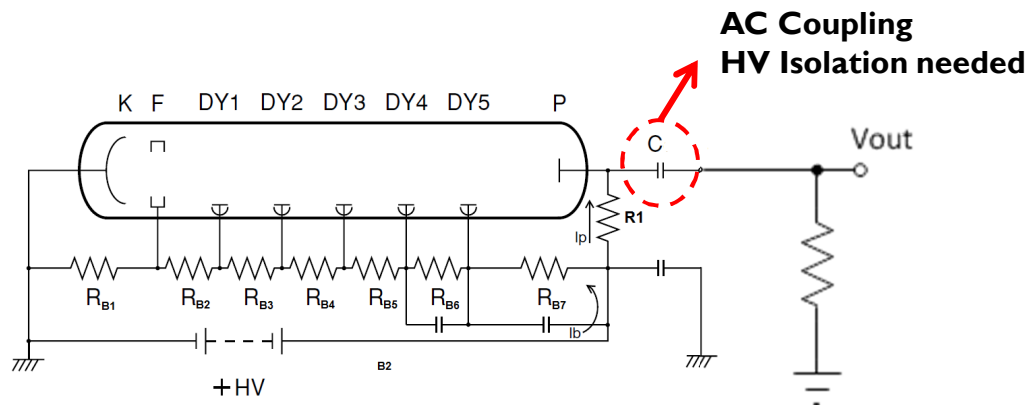 AC Coupling
HV Isolation needed
K F DY1 DY2 DY3 DY4 DY5 P
C
Vout
R1
Ip
RB1 RB2 RB3 RB4 RB5 RB6 RB7
Ib
B2
+HV